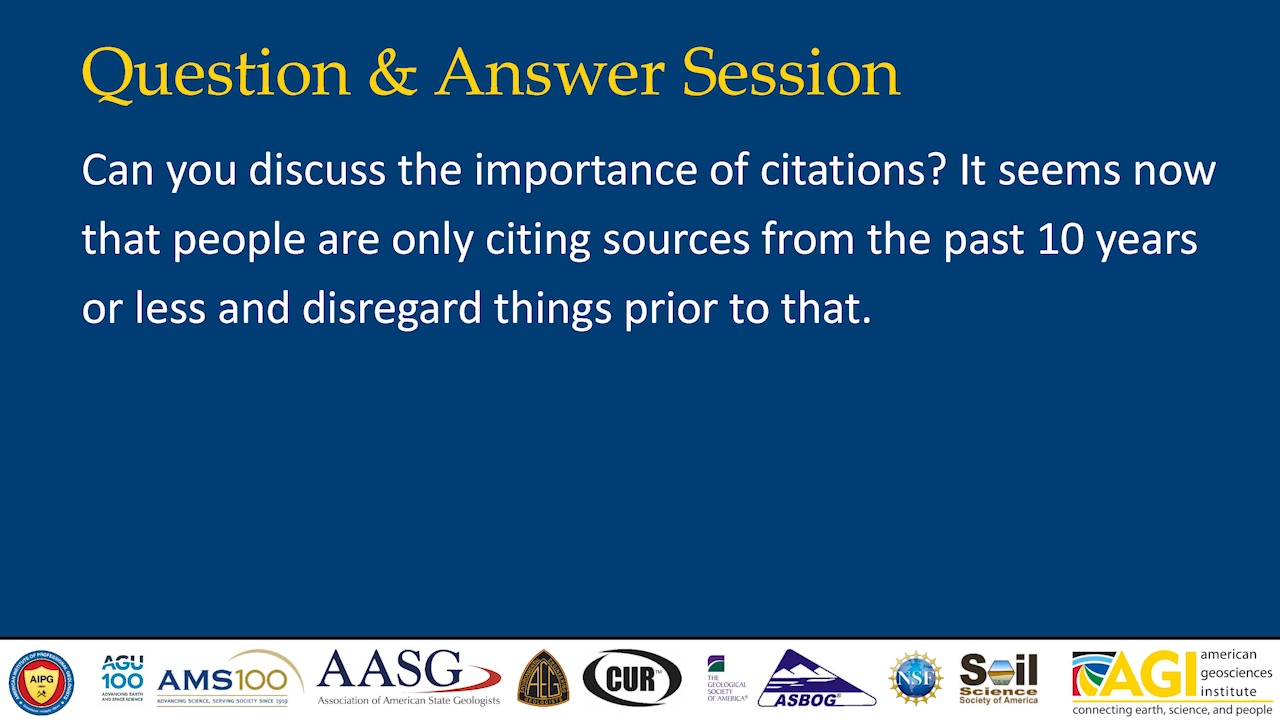 Question & Answer Session
Can you discuss the importance of citations? It seems now
that people are only citing sources from the past 10 years
or less and disregard things prior to that.
AIPG
AGU
100
ADVANCING EARTH
AND SPACE SCIENCE
AMS100
ADVANCING SCIENCE, SERVING SOCIETY SINCE 1919
AASG
Association of American State Geologists
AEG
CUR
THE
GEOLOGICAL
SOCIETY
OF AMERICA®
ASBOG®
NSF
Soil
Science
Society of America
AGI
american
geosciences
institute
connecting earth, science, and people